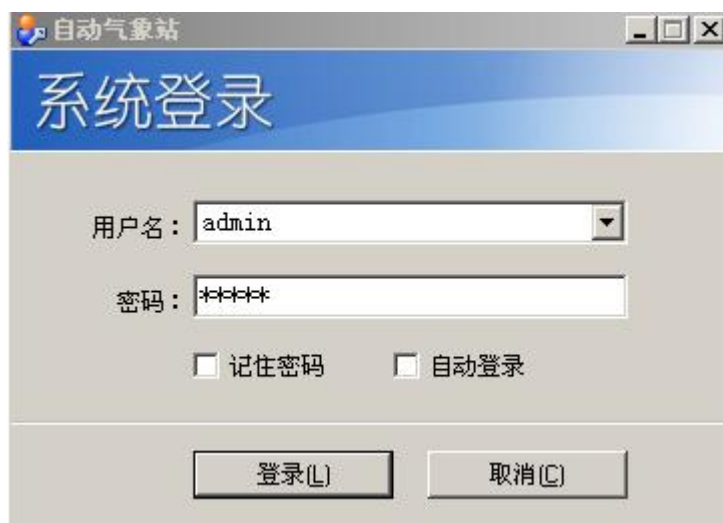 自动气象站
系统登录
用户名：admin
密码：*****
记住密码 自动登录
登录(L) 取消(C)